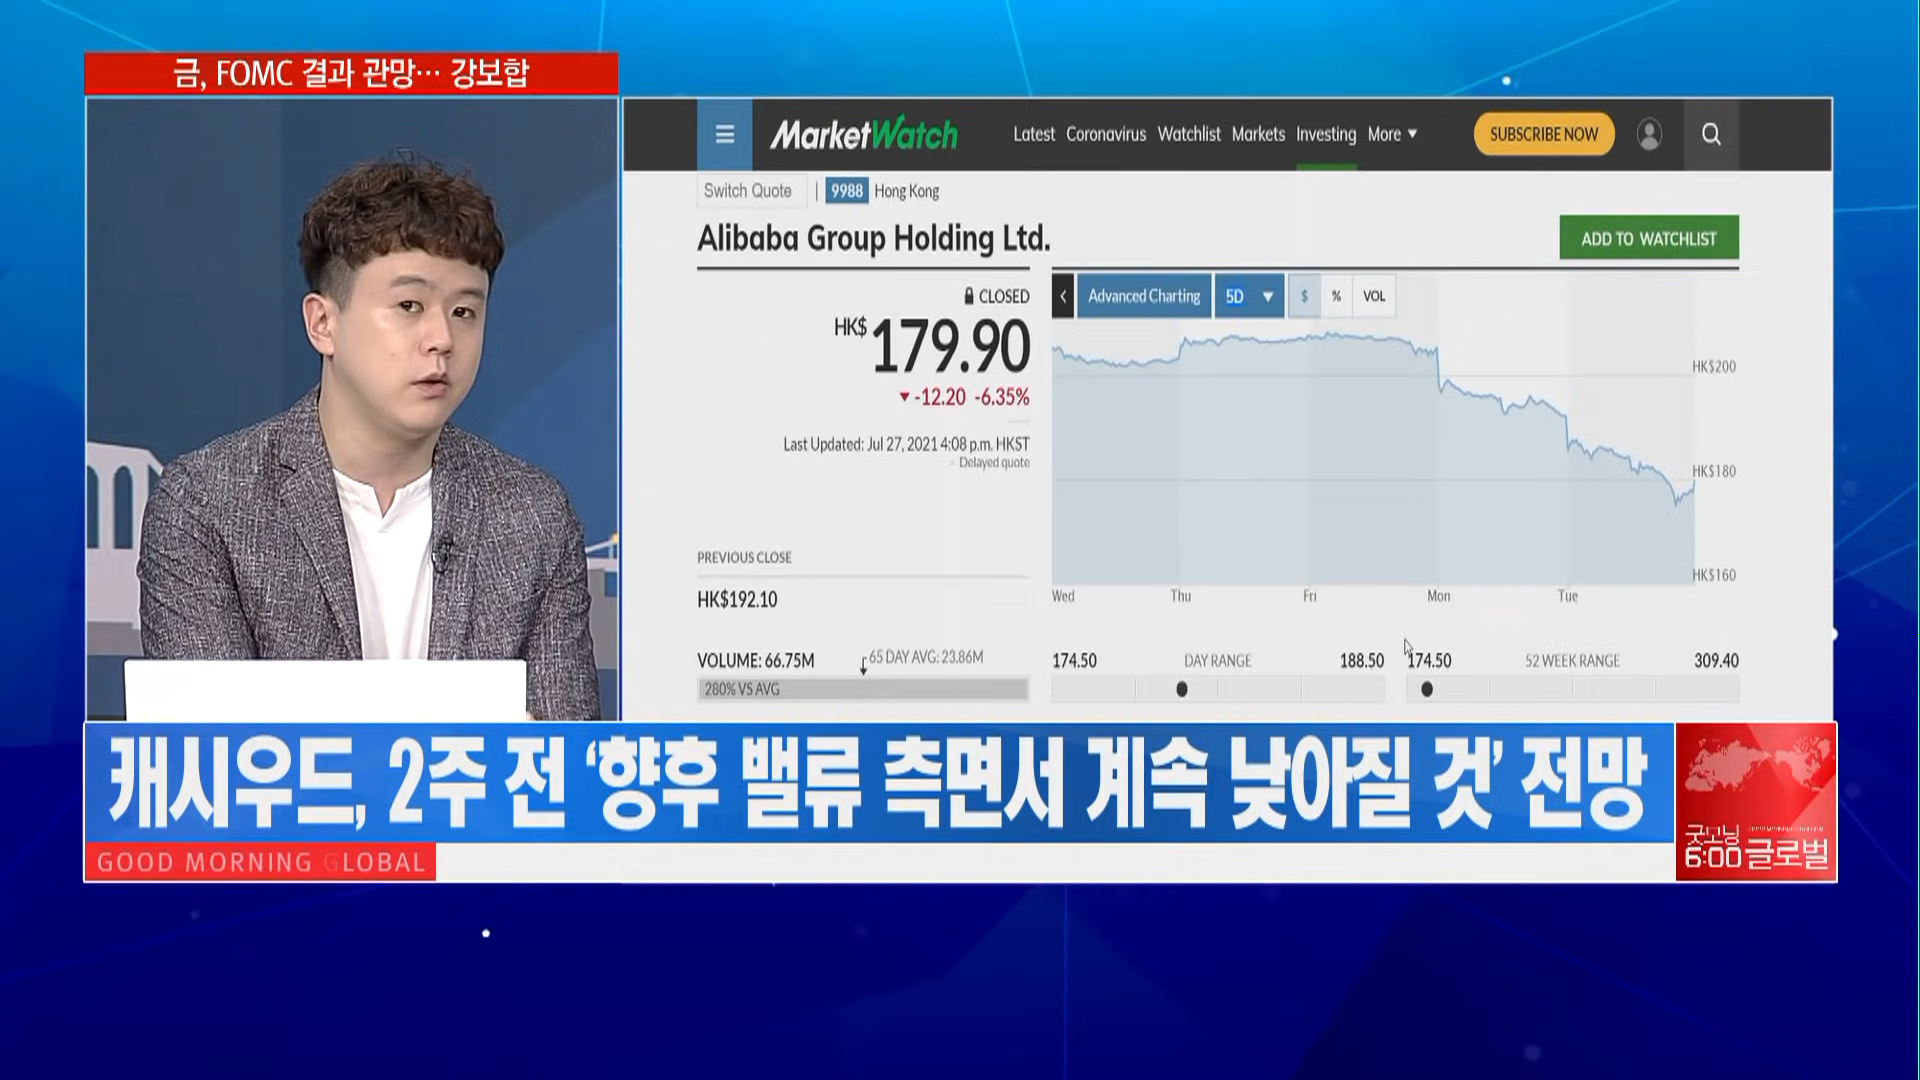 금, FOMC 결과 관망… 강보합
MarketWatch
Latest Coronavirus Watchlist Markets Investing More
SUBSCRIBE NOW
Switch Quote | 9988 Hong Kong
Alibaba Group Holding Ltd.
ADD TO WATCHLIST
CLOSED
HK$179.90
-12.20 -6.35%
Last Updated: Jul 27, 2021 4:08 p.m. HKST
Delayed quote
Advanced Charting 5D $ % VOL
HK$200
HK$180
HK$160
Wed Thu Fri Mon Tue
PREVIOUS CLOSE
HK$192.10
VOLUME: 66.75M 65 DAY AVG: 23.86M
280% VS AVG
174.50 DAY RANGE 188.50
174.50 52 WEEK RANGE 309.40
캐시우드, 2주 전 ‘향후 밸류 측면서 계속 낮아질 것’ 전망
GOOD MORNING GLOBAL
굿모닝
6:00 글로벌